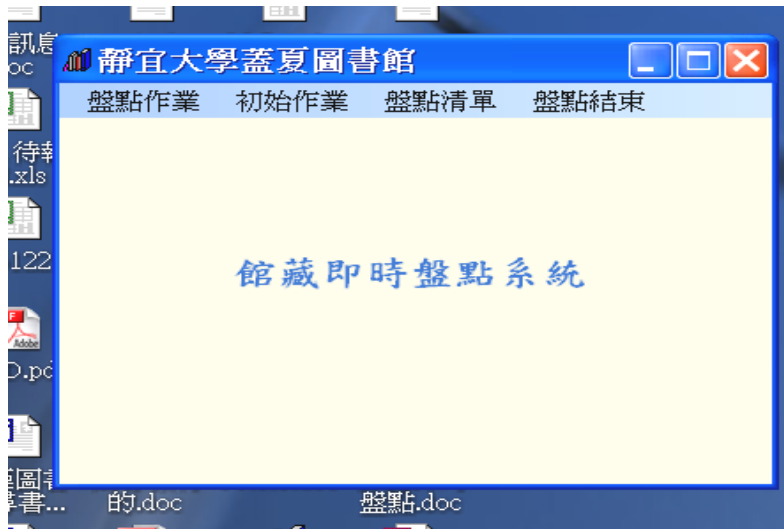 訊息
oc
靜宜大學蓋夏圖書館
盤點作業 初始作業 盤點清單 盤點結束
待
.xls
館藏即時盤點系統
122
Adobe
的.doc
盤點.doc